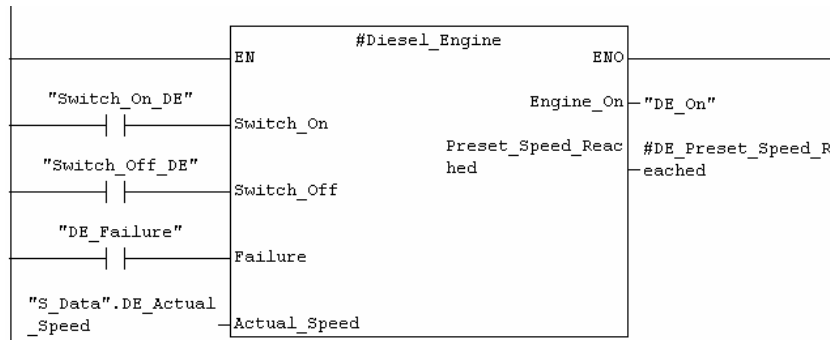 #Diesel_Engine
EN
ENO
"Switch_On_DE"
Switch_On
Engine_On
"DE_On"
"Switch_Off_DE"
Switch_Off
Preset_Speed_Reac
hed
#DE_Preset_Speed_R
eached
"DE_Failure"
Failure
"S_Data".DE_Actual
_Speed
Actual_Speed